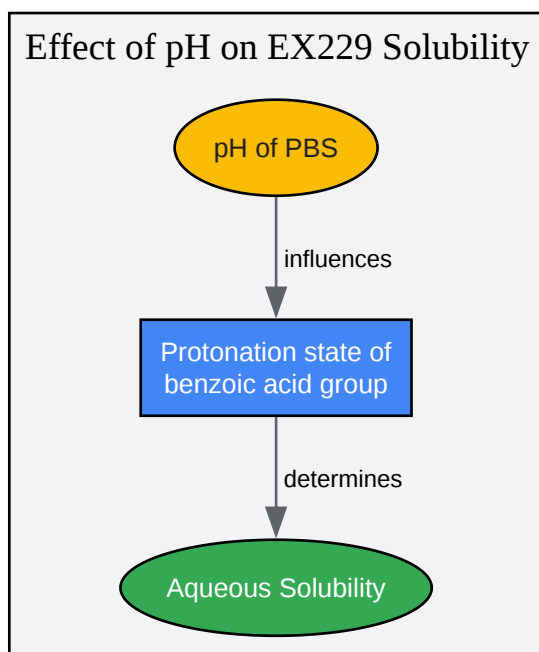 Effect of pH on EX229 Solubility
pH of PBS
influences
Protonation state of
benzoic acid group
determines
Aqueous Solubility